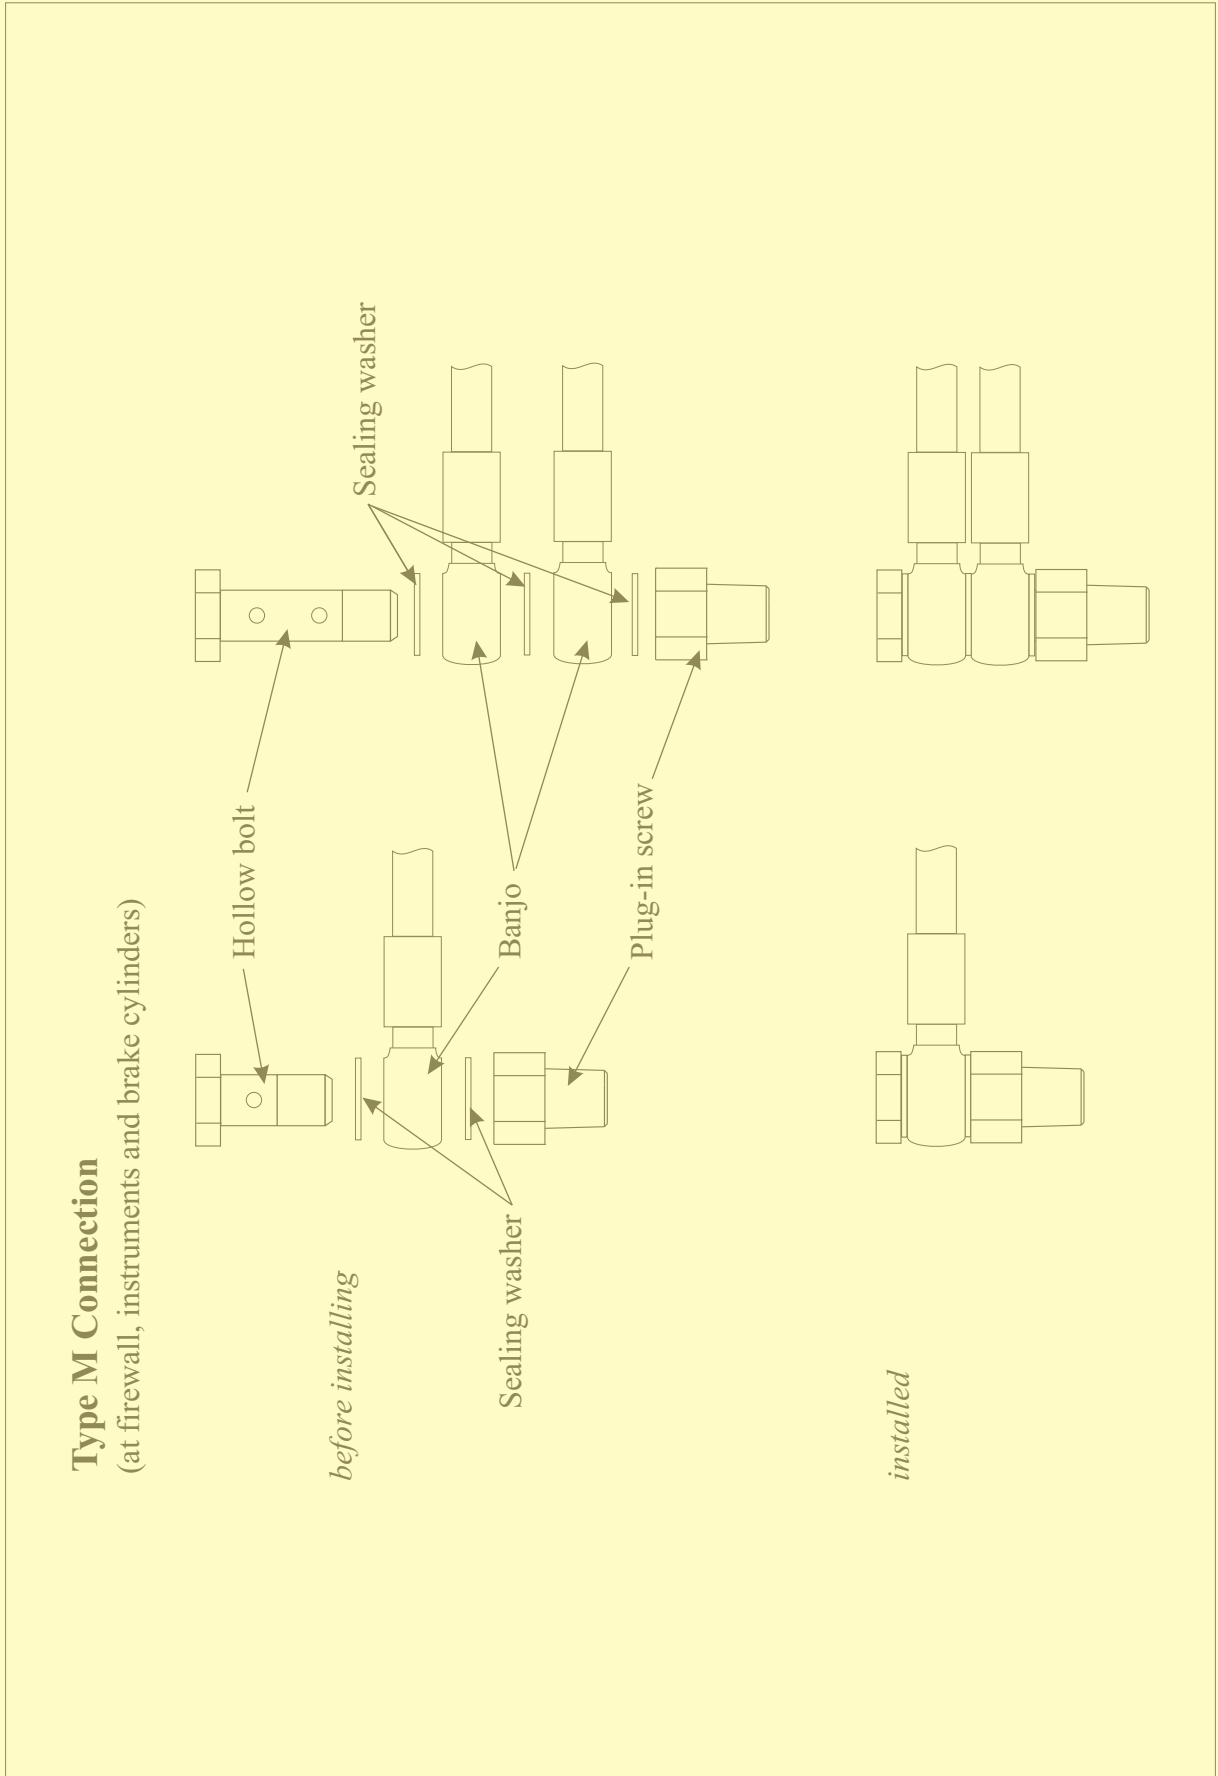 Type M Connection
(at firewall, instruments and brake cylinders)
Hollow bolt
before installing
Sealing washer
Sealing washer
Banjo
Plug-in screw
installed